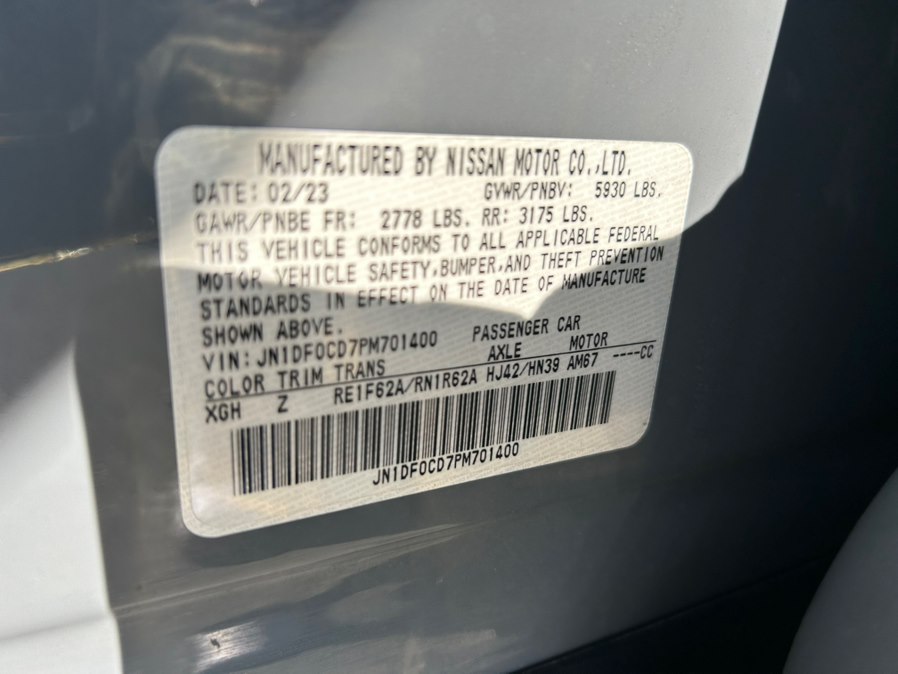 MANUFACTURED BY NISSAN MOTOR CO.,LTD.
DATE: 02/23 GVWR/PNBV: 5930 LBS.
GAWR/PNBE FR: 2778 LBS. RR: 3175 LBS.
THIS VEHICLE CONFORMS TO ALL APPLICABLE FEDERAL
MOTOR VEHICLE SAFETY,BUMPER,AND THEFT PREVENTION
STANDARDS IN EFFECT ON THE DATE OF MANUFACTURE
SHOWN ABOVE.
VIN: JN1DF0CD7PM701400 PASSENGER CAR
COLOR TRIM TRANS AXLE MOTOR
XGH Z RE1F62A/RN1R62A HJ42/HN39 AM67 ----CC
JN1DF0CD7PM701400